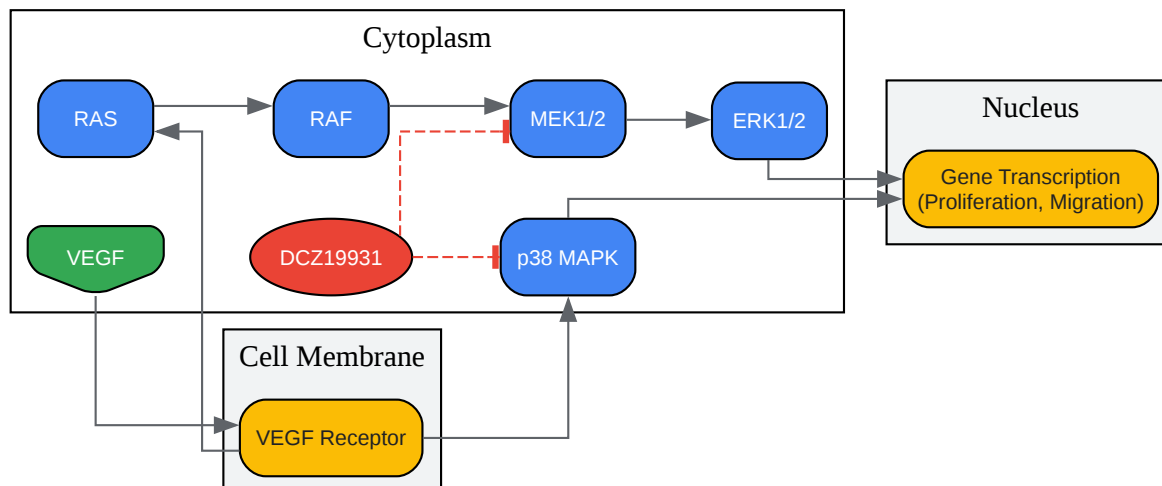 Cytoplasm
RAS
RAF
MEK1/2
ERK1/2
Nucleus
Gene Transcription
(Proliferation, Migration)
VEGF
DCZ19931
p38 MAPK
Cell Membrane
VEGF Receptor